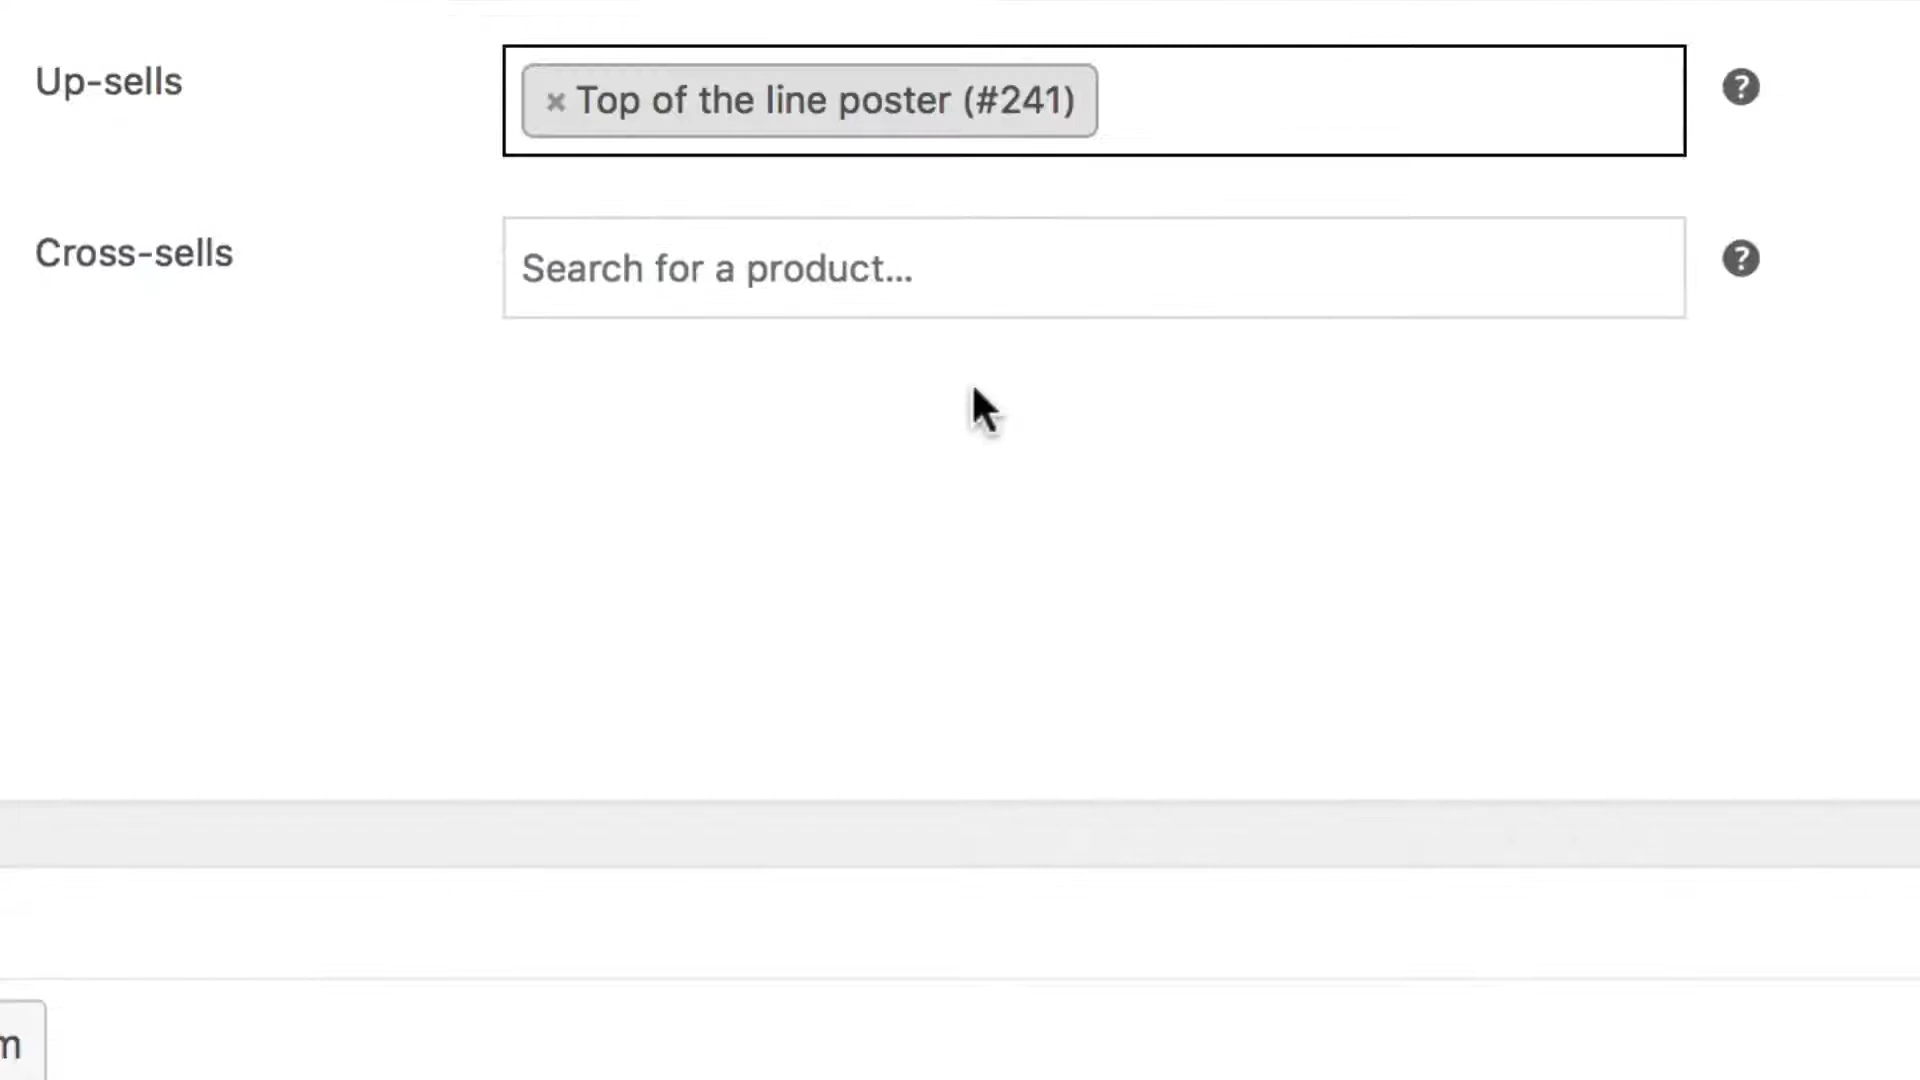 Up-sells
× Top of the line poster (#241)
?
Cross-sells
Search for a product...
?
m